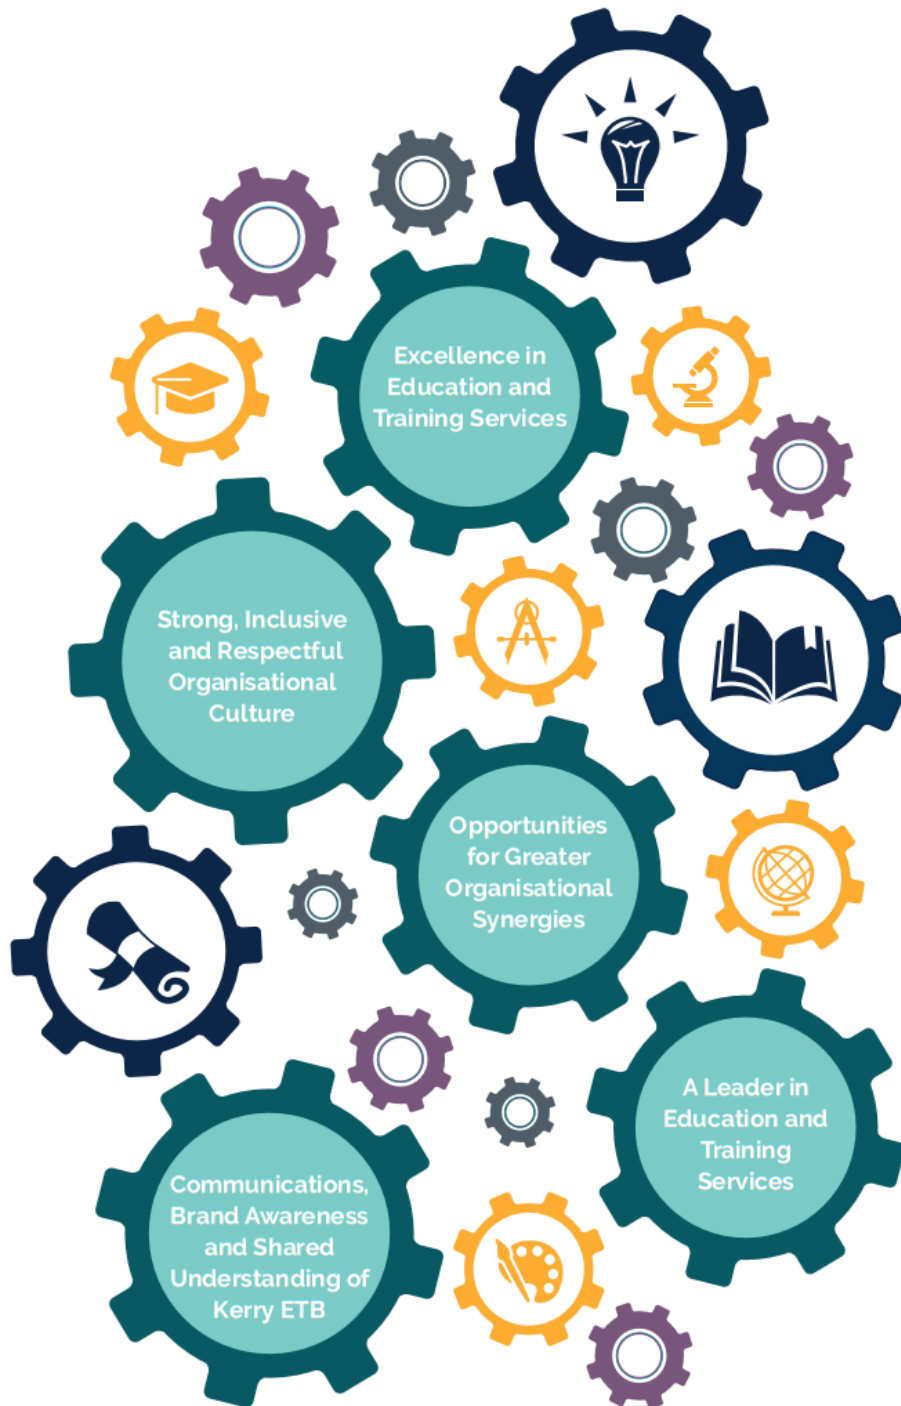 Excellence in
Education and
Training Services
Strong, Inclusive
and Respectful
Organisational
Culture
Opportunities
for Greater
Organisational
Synergies
A Leader in
Education and
Training
Services
Communications,
Brand Awareness
and Shared
Understanding of
Kerry ETB